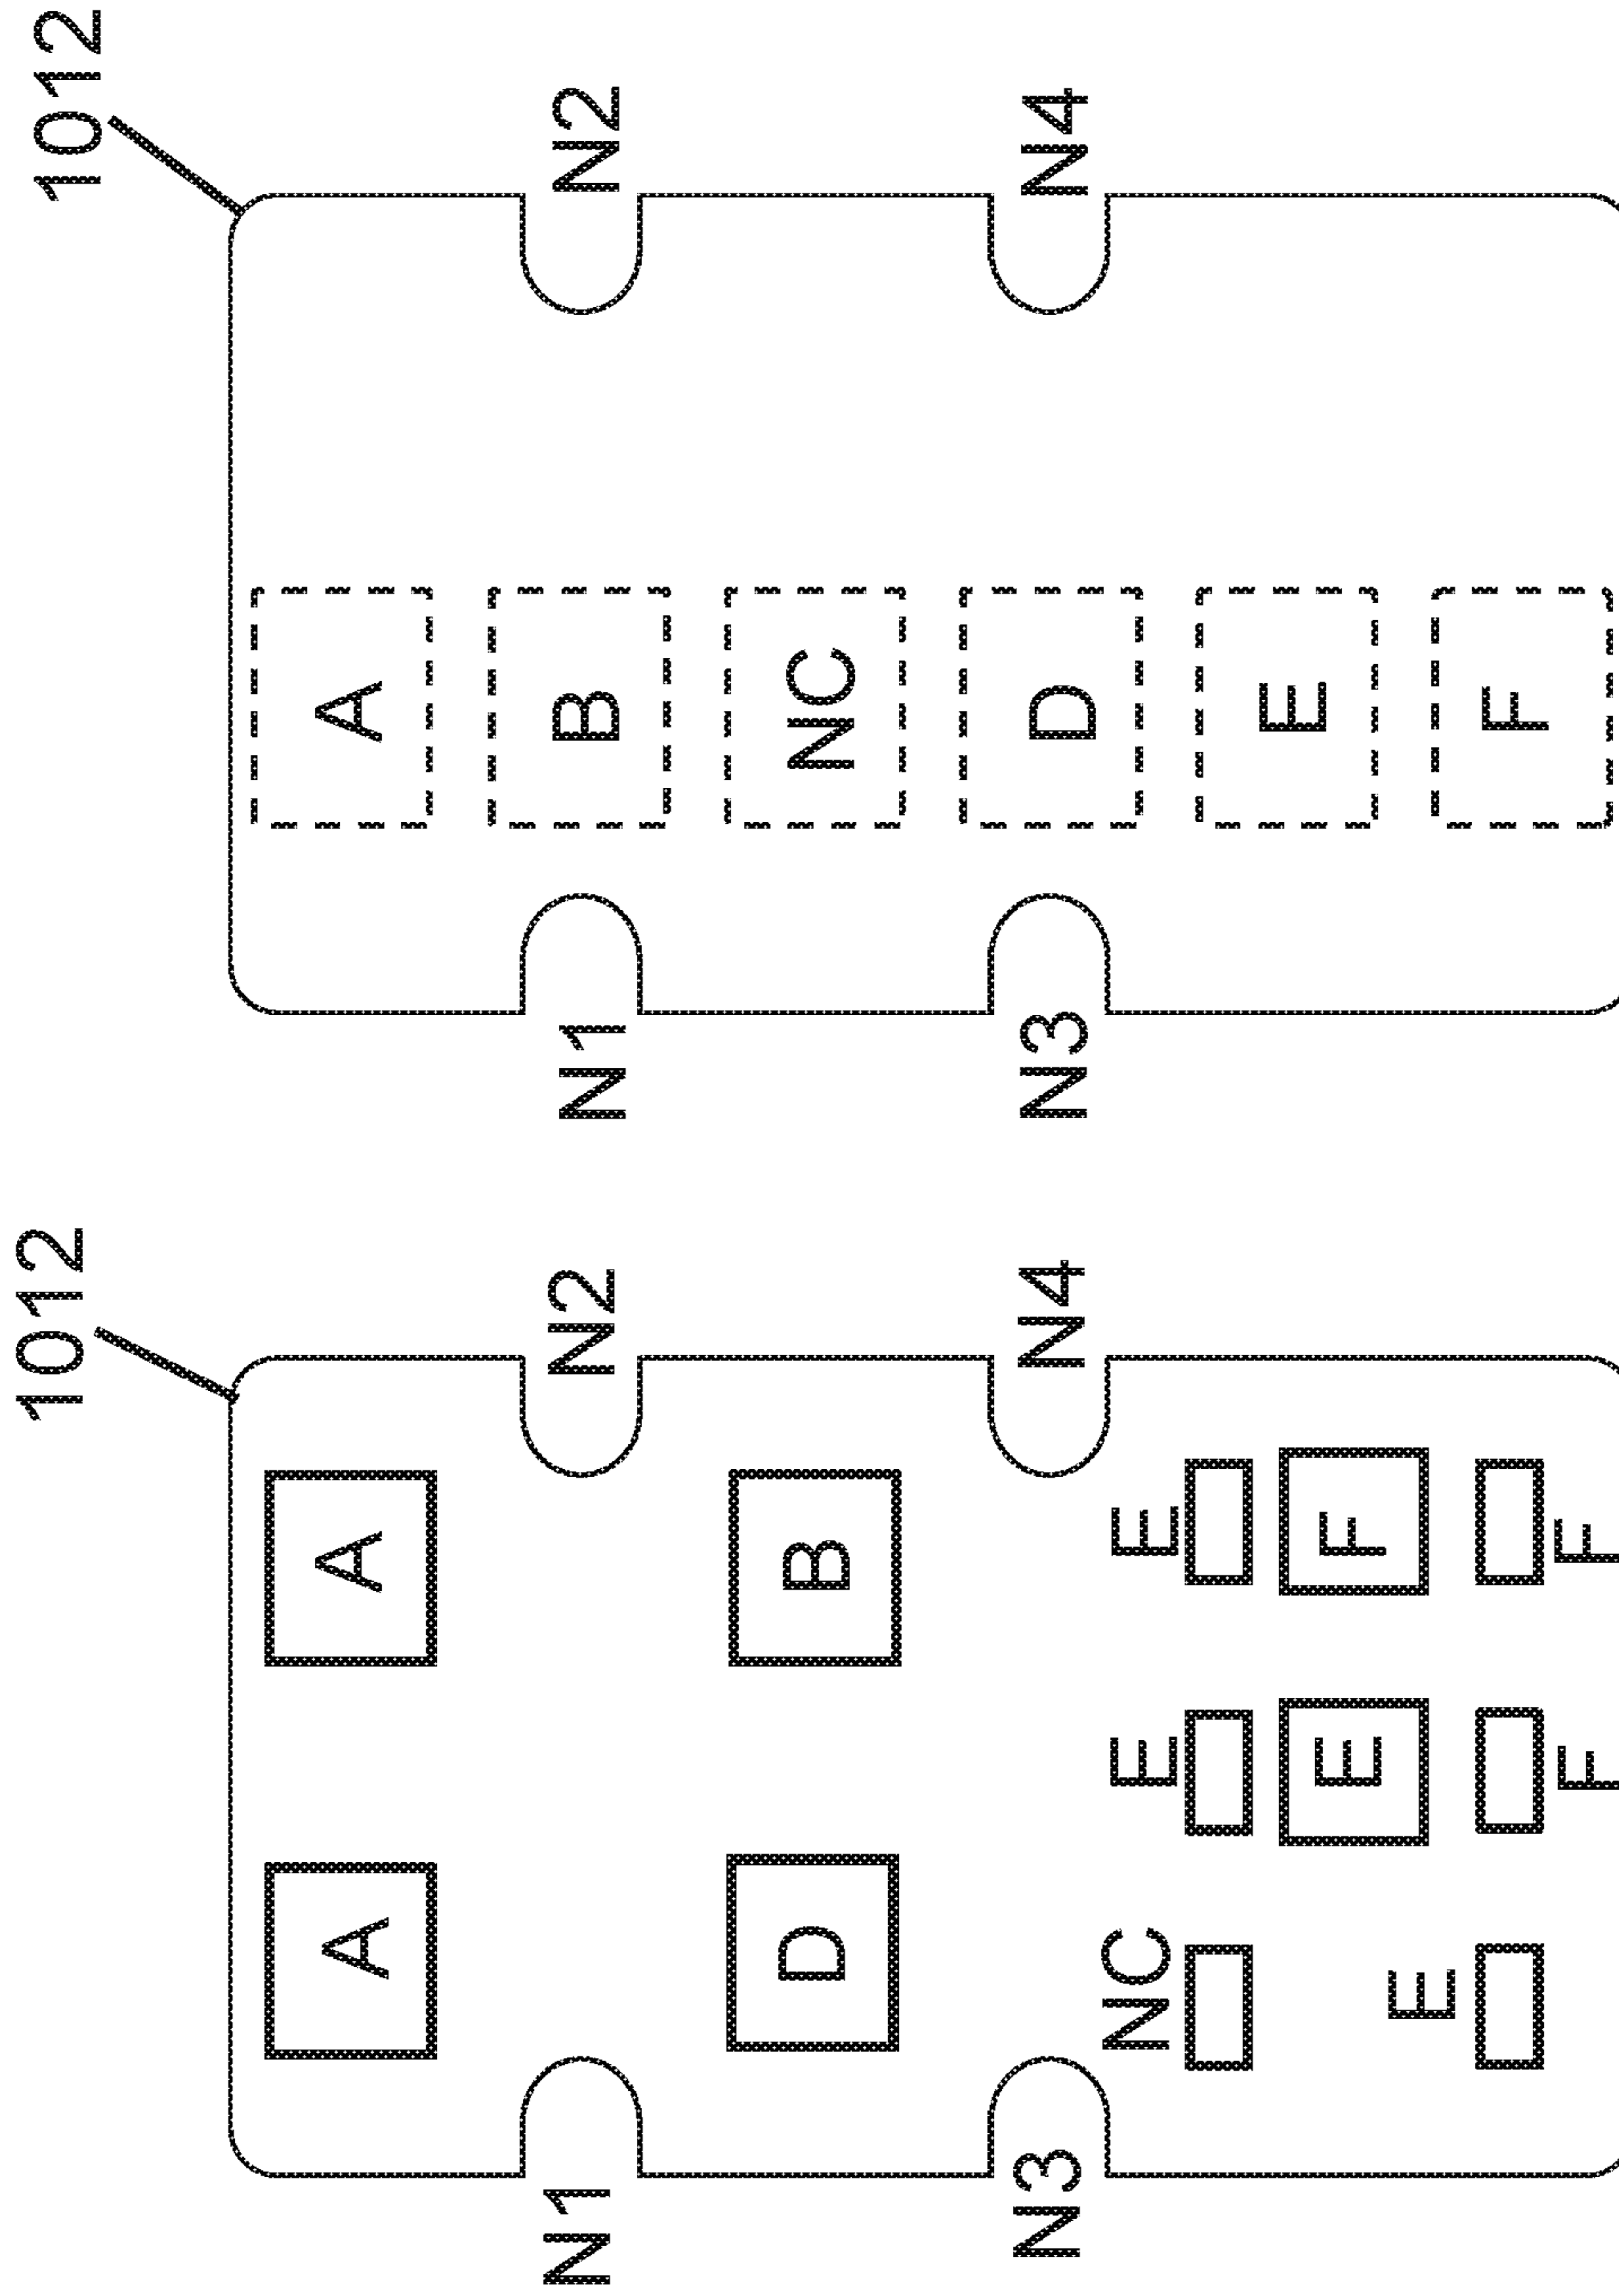 1012
A A
N1 N2
D B
N3 N4
NC E E
E F
E F F
1012
A
N1 B N2
NC
N3 D N4
E
F